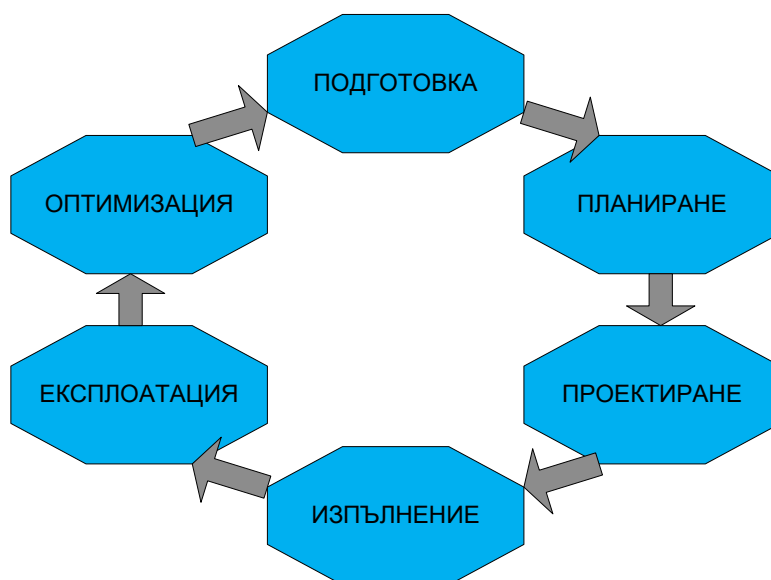 ПОДГОТОВКА
ПЛАНИРАНЕ
ПРОЕКТИРАНЕ
ИЗПЪЛНЕНИЕ
ЕКСПЛОАТАЦИЯ
ОПТИМИЗАЦИЯ